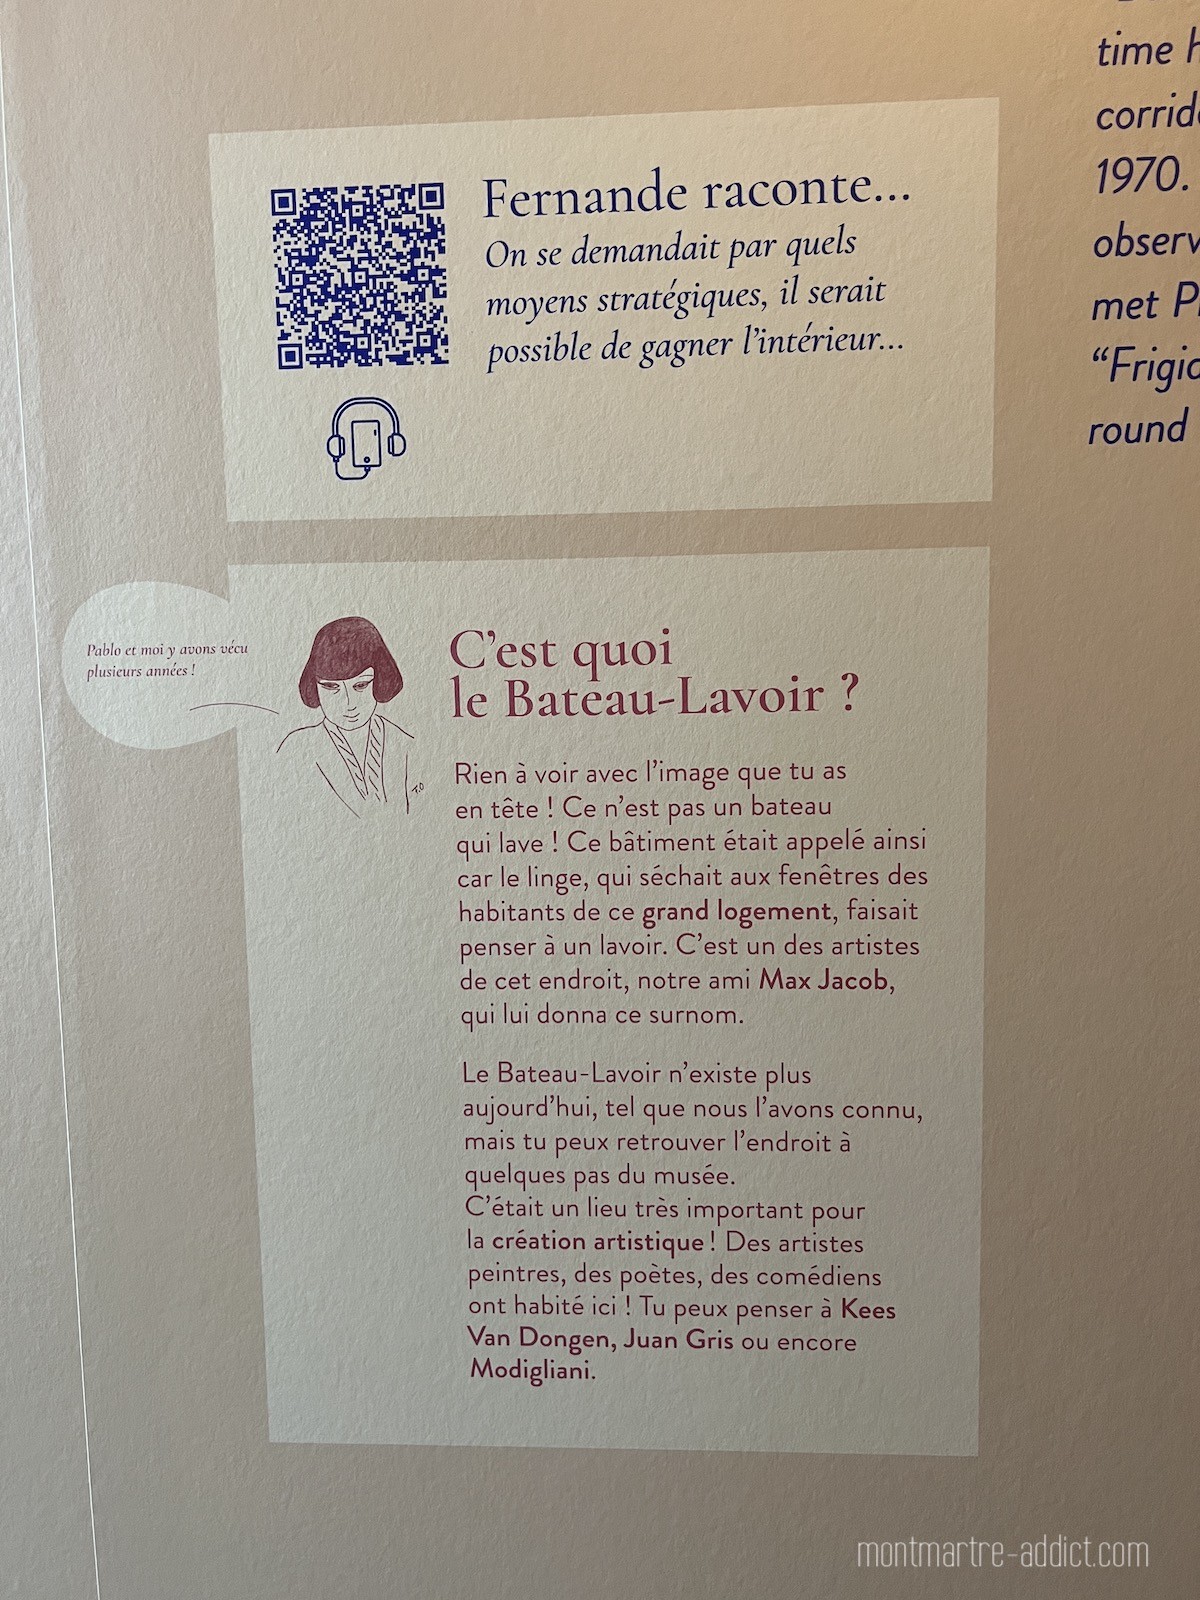 Fernande raconte...
On se demandait par quels
moyens stratégiques, il serait
possible de gagner l'intérieur...
time
1970.
met
round
Pablo et moi y avons vécu
plusieurs années !
C'est quoi
le Bateau-Lavoir ?
Rien à voir avec l'image que tu as
en tête ! Ce n'est pas un bateau
qui lave ! Ce bâtiment était appelé ainsi
car le linge, qui séchait aux fenêtres des
habitants de ce grand logement, faisait
penser à un lavoir. C'est un des artistes
de cet endroit, notre ami Max Jacob,
qui lui donna ce surnom.
Le Bateau-Lavoir n'existe plus
aujourd'hui, tel que nous l'avons connu,
mais tu peux retrouver l'endroit à
quelques pas du musée.
C'était un lieu très important pour
la création artistique ! Des artistes
peintres, des poètes, des comédiens
ont habité ici ! Tu peux penser à Kees
Van Dongen, Juan Gris ou encore
Modigliani.
montmartre-addict.com